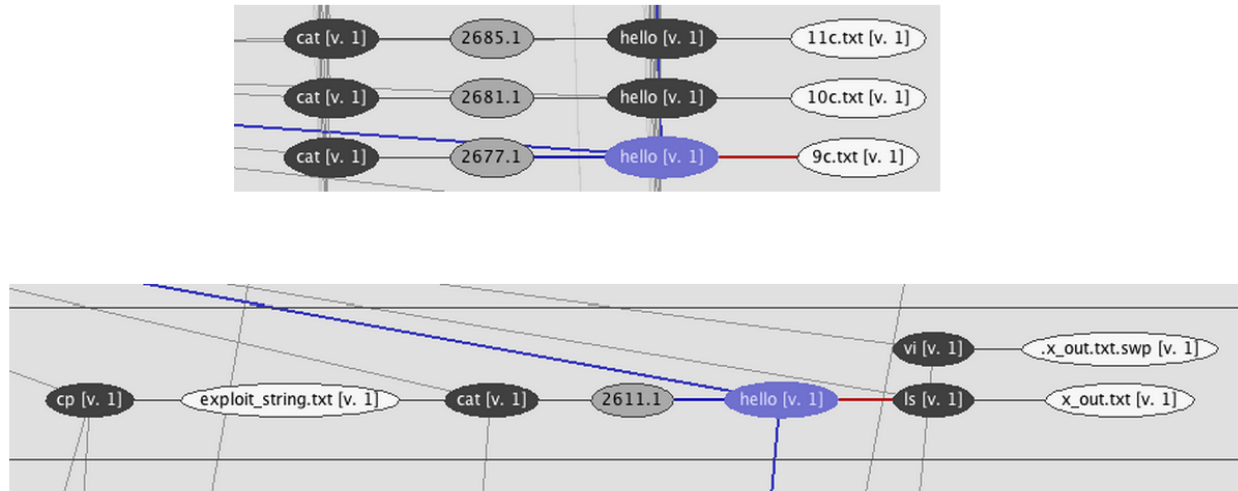 cat [v. 1] 2685.1 hello [v. 1] 11c.txt [v. 1]
cat [v. 1] 2681.1 hello [v. 1] 10c.txt [v. 1]
cat [v. 1] 2677.1 hello [v. 1] 9c.txt [v. 1]
vi [v. 1] .x_out.txt.swp [v. 1]
cp [v. 1] exploit_string.txt [v. 1] cat [v. 1] 2611.1 hello [v. 1] ls [v. 1] x_out.txt [v. 1]